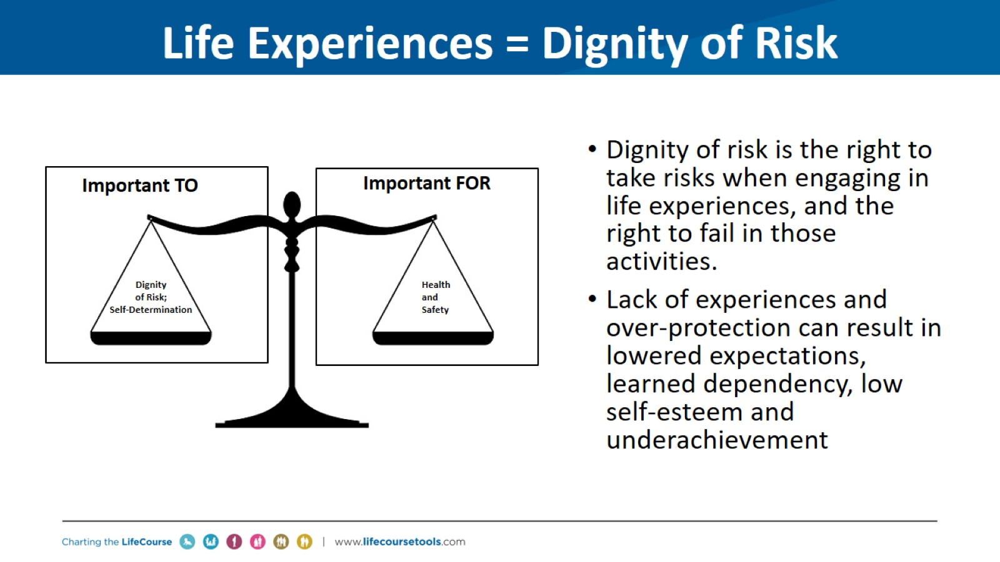 Life Experiences = Dignity of Risk
Important TO
Dignity
of Risk;
Self-Determination
Important FOR
Health
and
Safety
• Dignity of risk is the right to
take risks when engaging in
life experiences, and the
right to fail in those
activities.
• Lack of experiences and
over-protection can result in
lowered expectations,
learned dependency, low
self-esteem and
underachievement
Charting the LifeCourse | www.lifecoursetools.com